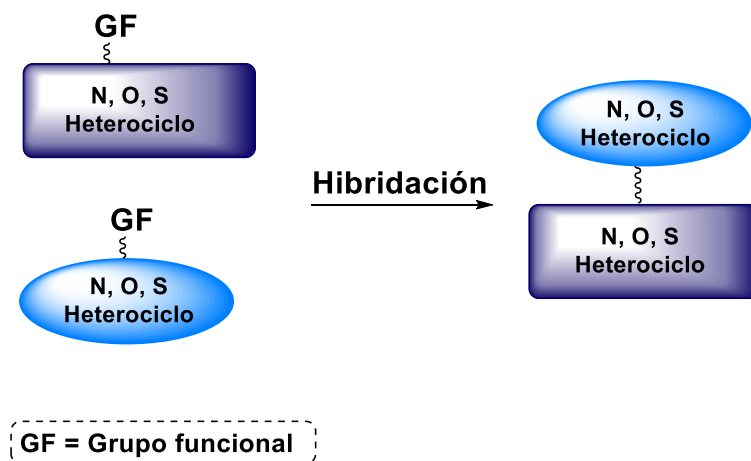 GF
N, O, S
Heterociclo
GF
N, O, S
Heterociclo
Hibridación
N, O, S
Heterociclo
N, O, S
Heterociclo
GF = Grupo funcional